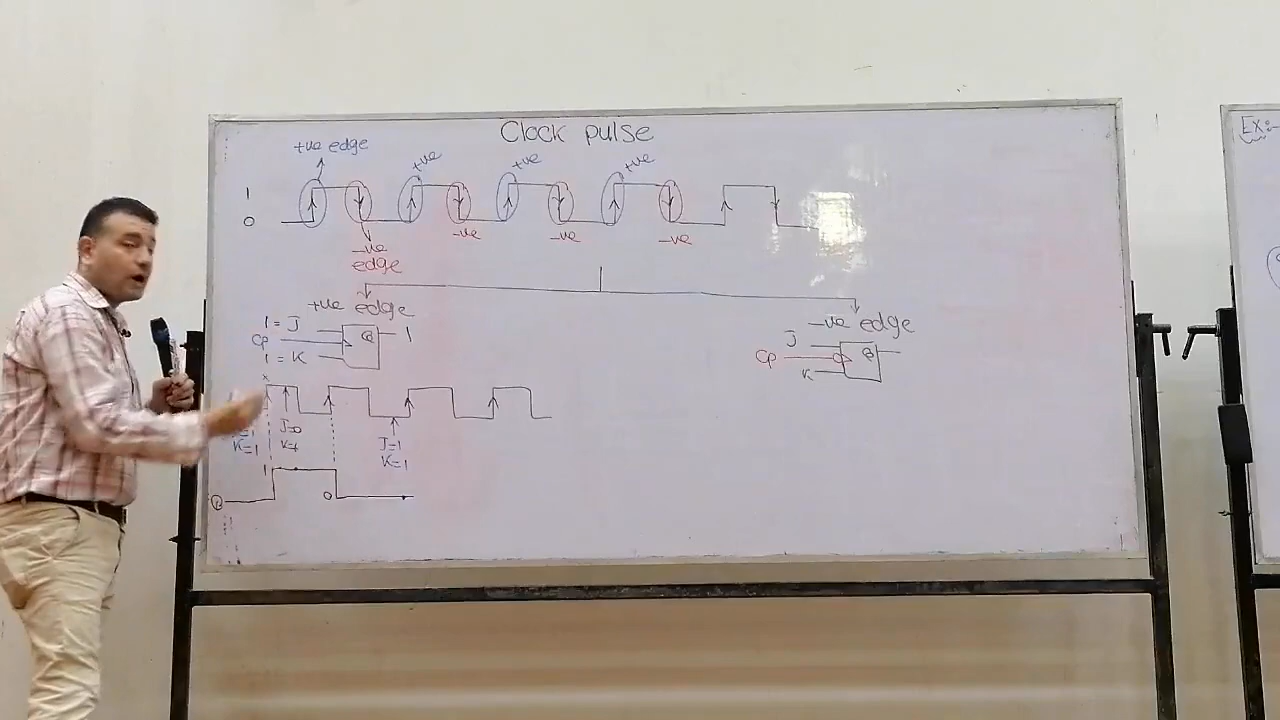 Clock pulse
+ve edge
+ve
+ve
+ve
1
0
-ve
edge
-ve
-ve
-ve
+ve edge
1 = J
Cp
1 = K
Q
1
-ve edge
J
Cp
K
Q
K=1
J=0
J=1
K=1
1
0
Ex:-